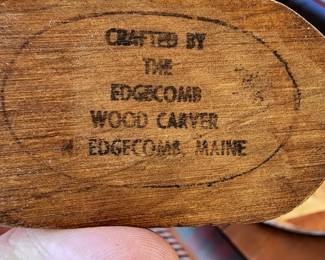 CRAFTED BY
THE
EDGECOMB
WOOD CARVER
N. EDGECOMB, MAINE